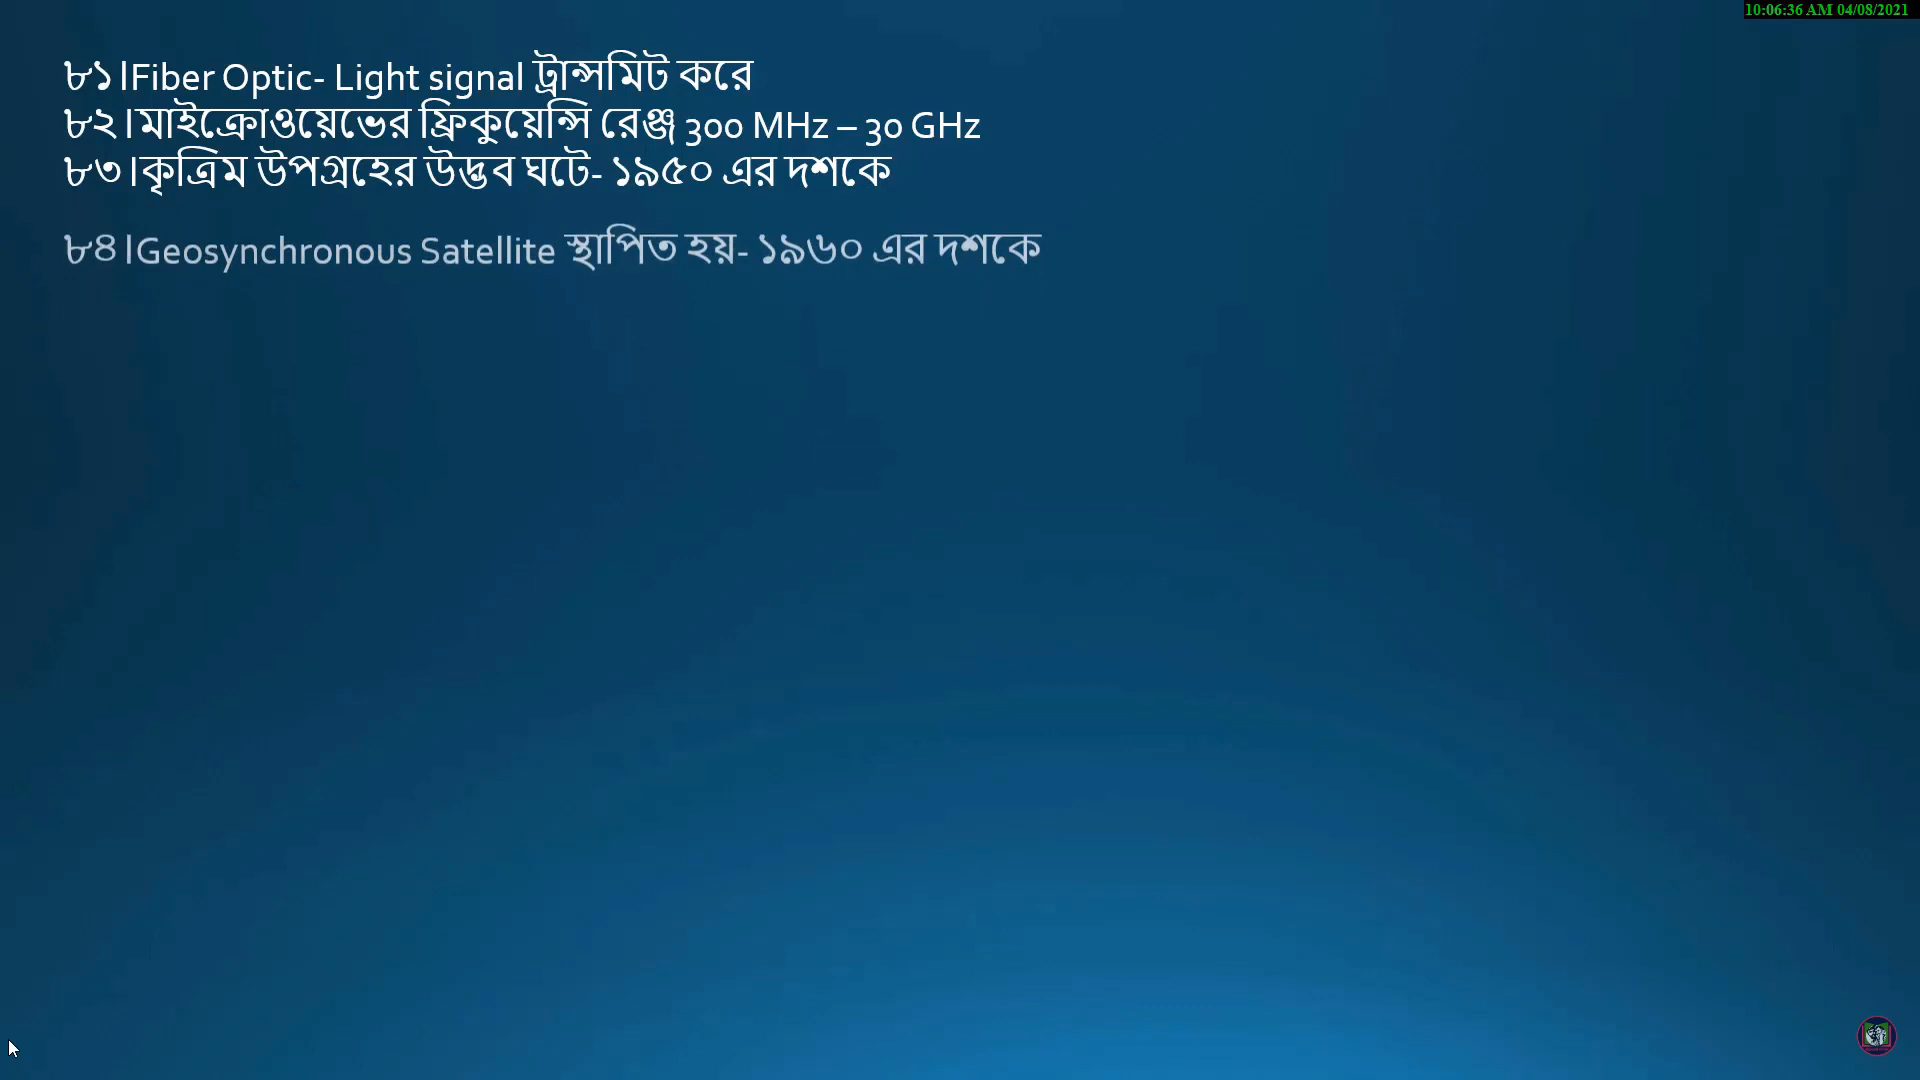 10:06:36 AM 04/08/2021
৮১।Fiber Optic- Light signal ট্রান্সমিট করে
৮২।মাইক্রোওয়েভের ফ্রিকুয়েন্সি রেঞ্জ 300 MHz – 30 GHz
৮৩।কৃত্রিম উপগ্রহের উদ্ভব ঘটে- ১৯৫০ এর দশকে
৮৪।Geosynchronous Satellite স্থাপিত হয়- ১৯৬০ এর দশকে